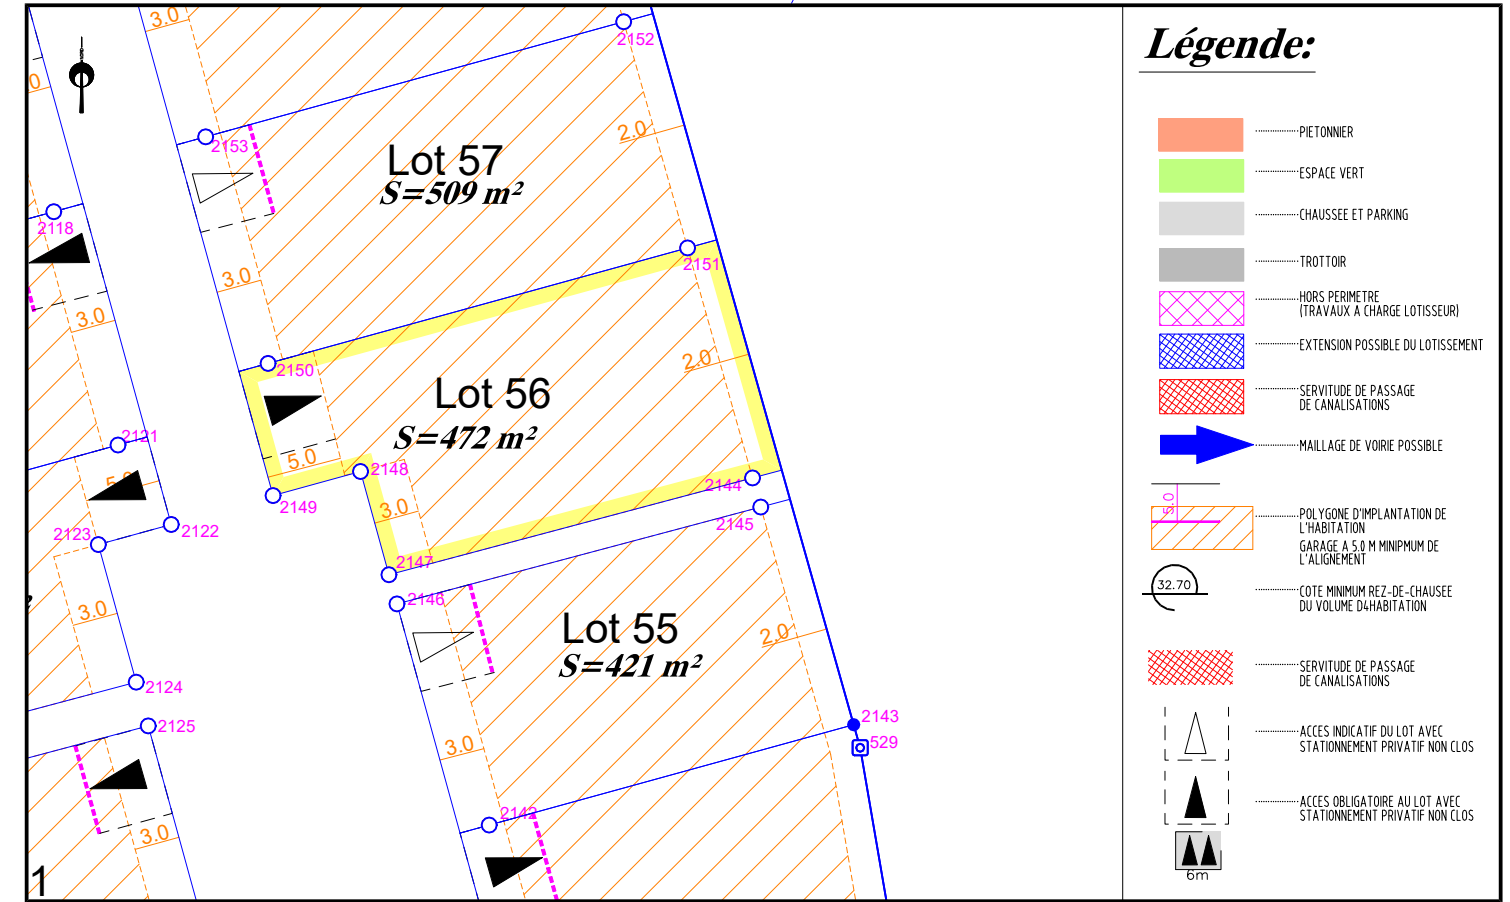 3.0
2152
0
2.0
2153
Lot 57
S=509 m²
2118
2151
3.0
3.0
2.0
2150
Lot 56
S=472 m²
2121
5.0
2148
2144
5.0
2149
3.0
2145
2123
2122
2147
2146
3.0
Lot 55
S=421 m²
2.0
2124
2143
2125
529
3.0
2142
3.0
1
Légende:
PIETONNIER
ESPACE VERT
CHAUSSEE ET PARKING
TROTTOIR
HORS PERIMETRE
(TRAVAUX A CHARGE LOTISSEUR)
EXTENSION POSSIBLE DU LOTISSEMENT
SERVITUDE DE PASSAGE
DE CANALISATIONS
MAILLAGE DE VOIRIE POSSIBLE
5.0
POLYGONE D'IMPLANTATION DE
L'HABITATION
GARAGE A 5.0 M MINIPMUM DE
L'ALIGNEMENT
32.70
COTE MINIMUM REZ-DE-CHAUSEE
DU VOLUME D4HABITATION
SERVITUDE DE PASSAGE
DE CANALISATIONS
ACCES INDICATIF DU LOT AVEC
STATIONNEMENT PRIVATIF NON CLOS
ACCES OBLIGATOIRE AU LOT AVEC
STATIONNEMENT PRIVATIF NON CLOS
6m